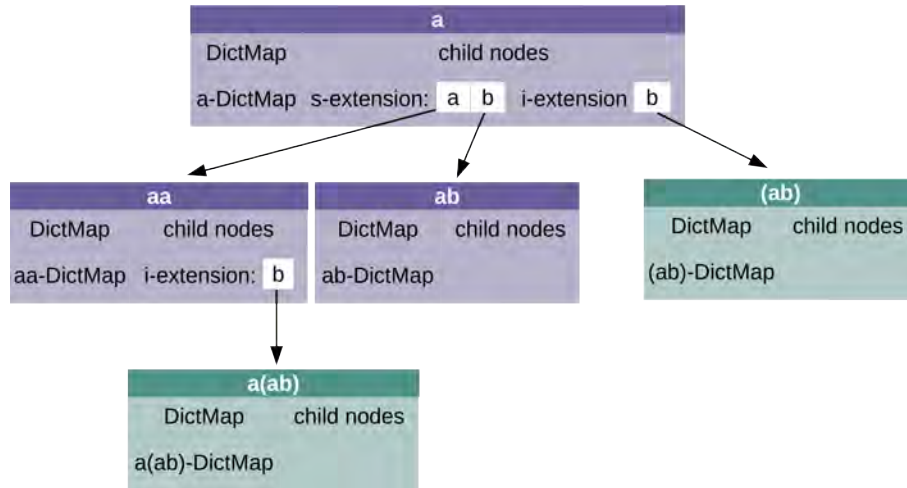 a
DictMap child nodes
a-DictMap s-extension: a b i-extension b
aa
DictMap child nodes
aa-DictMap i-extension: b
ab
DictMap child nodes
ab-DictMap
(ab)
DictMap child nodes
(ab)-DictMap
a(ab)
DictMap child nodes
a(ab)-DictMap